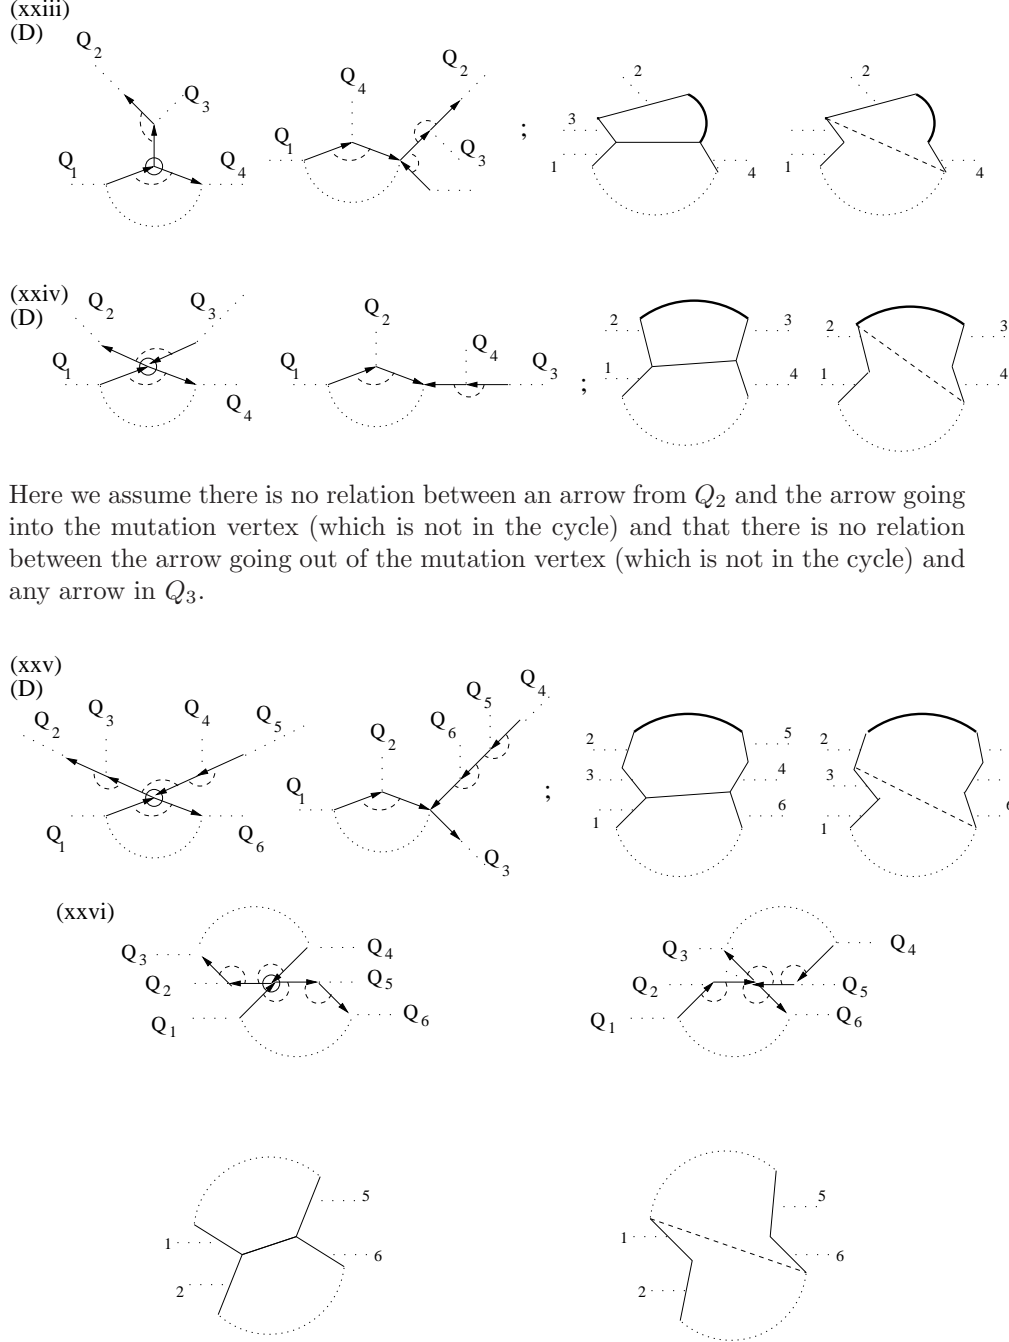 (xxiii)
(D)
Q2 Q3 Q1 Q4
Q4 Q2 Q1 Q3
;
2 3 1 4
2 1 4
(xxiv)
(D)
Q2 Q3 Q1 Q4
Q2 Q4 Q1 Q3
;
2 3 1 4
2 3 1 4
Here we assume there is no relation between an arrow from Q2 and the arrow going
into the mutation vertex (which is not in the cycle) and that there is no relation
between the arrow going out of the mutation vertex (which is not in the cycle) and
any arrow in Q3.
(xxv)
(D)
Q2 Q3 Q4 Q5 Q1 Q6
Q5 Q4 Q6 Q2 Q1 Q3
;
2 5 3 4 1 6
2 3 1 6
(xxvi)
Q3 Q4 Q2 Q5 Q1 Q6
Q3 Q4 Q2 Q5 Q1 Q6
5 1 6 2
5 1 6 2